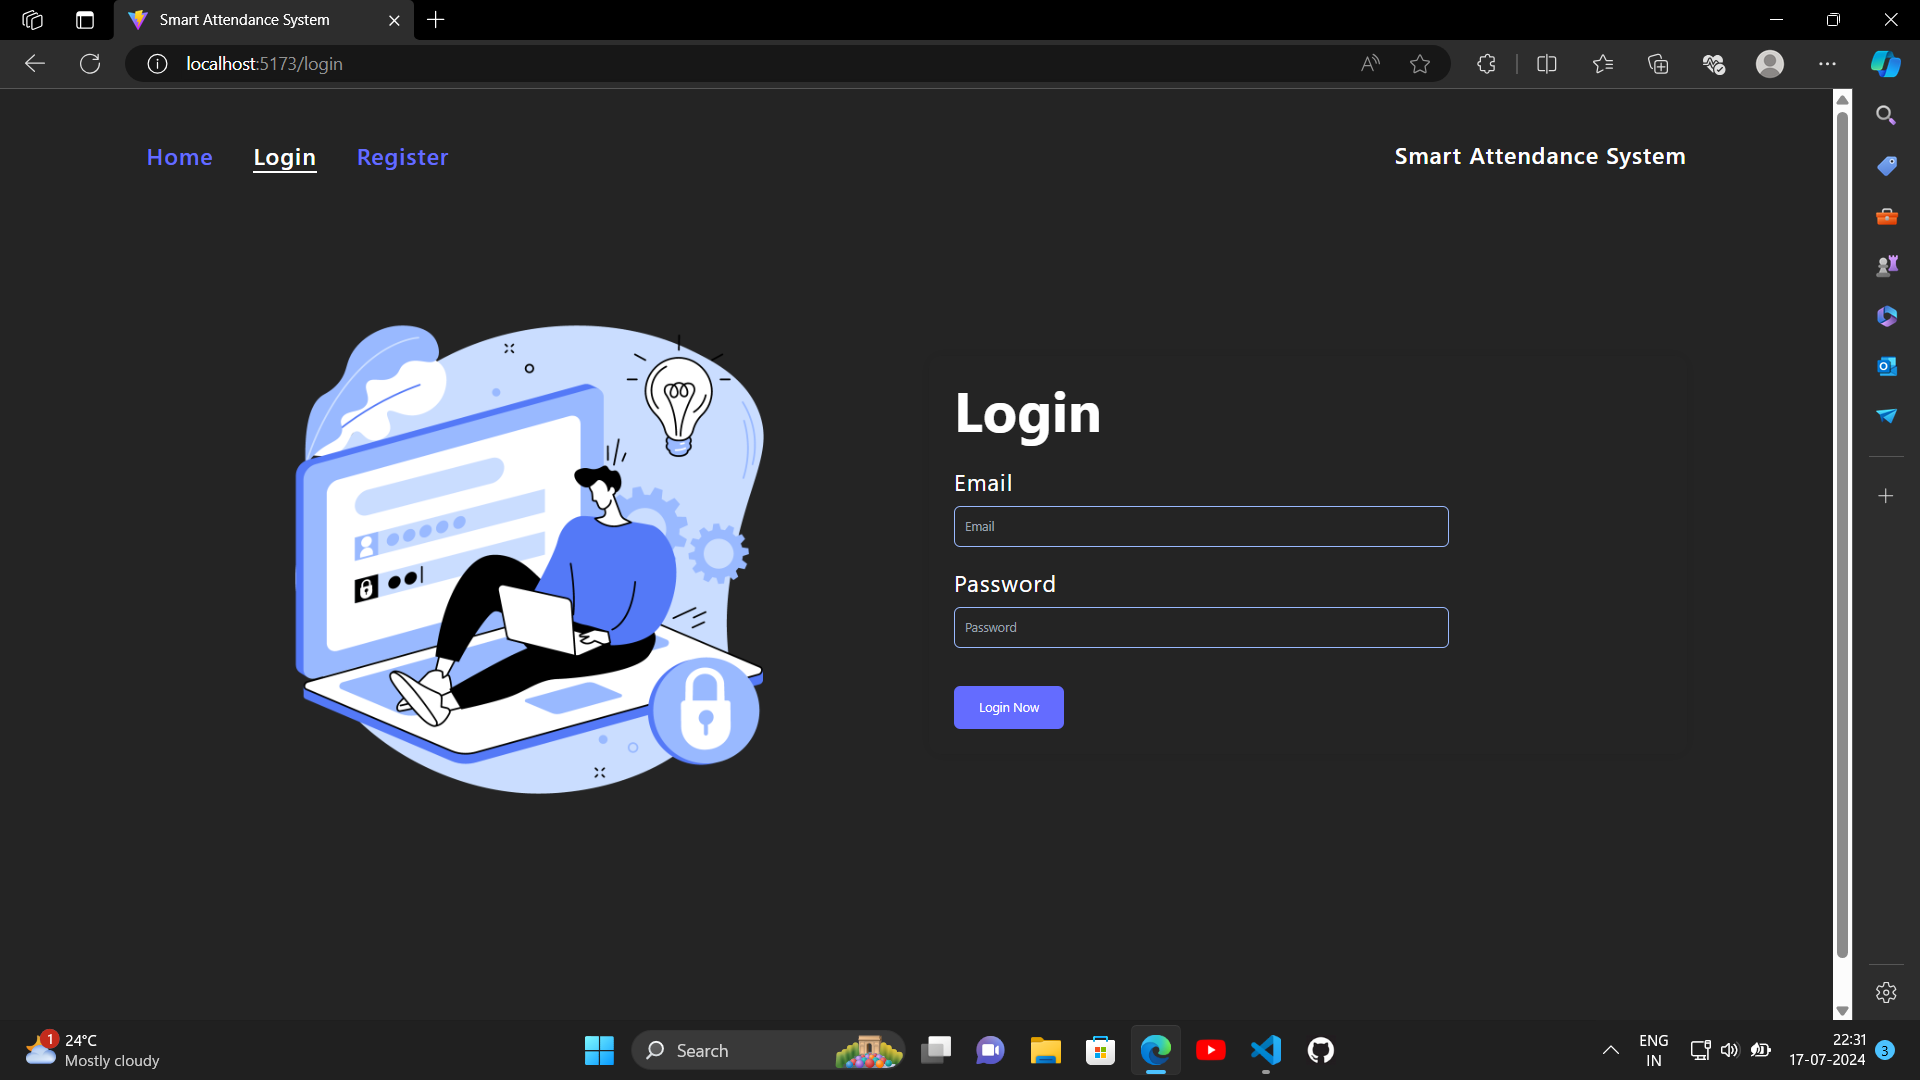 Smart Attendance System
localhost:5173/login
Home
Login
Register
Smart Attendance System
Login
Email
Email
Password
Password
Login Now
1
24°C
Mostly cloudy
Search
ENG
IN
22:31
17-07-2024
3